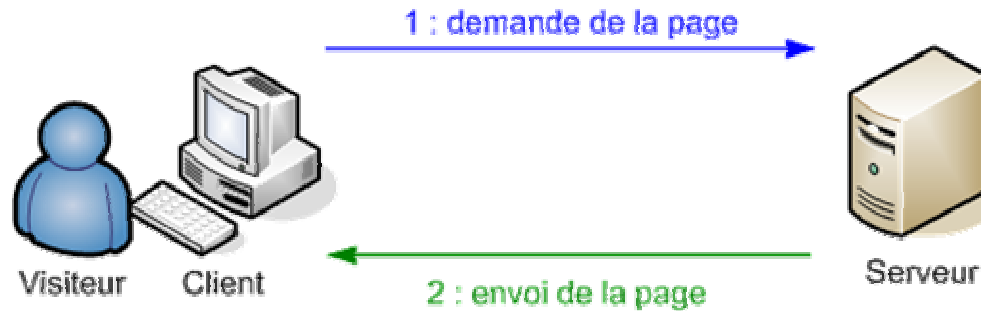 1 : demande de la page
Visiteur
Client
Serveur
2 : envoi de la page